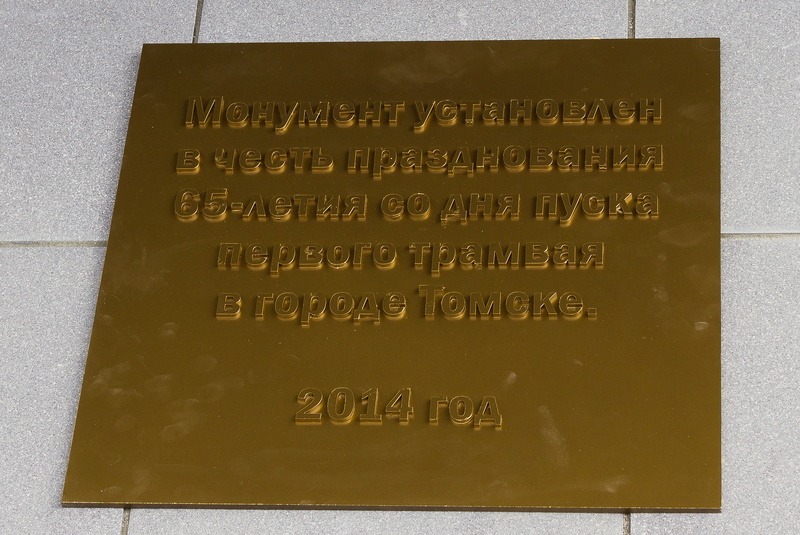 Монумент установлен
в честь празднования
65-летия со дня пуска
первого трамвая
в городе Томске.
2014 год